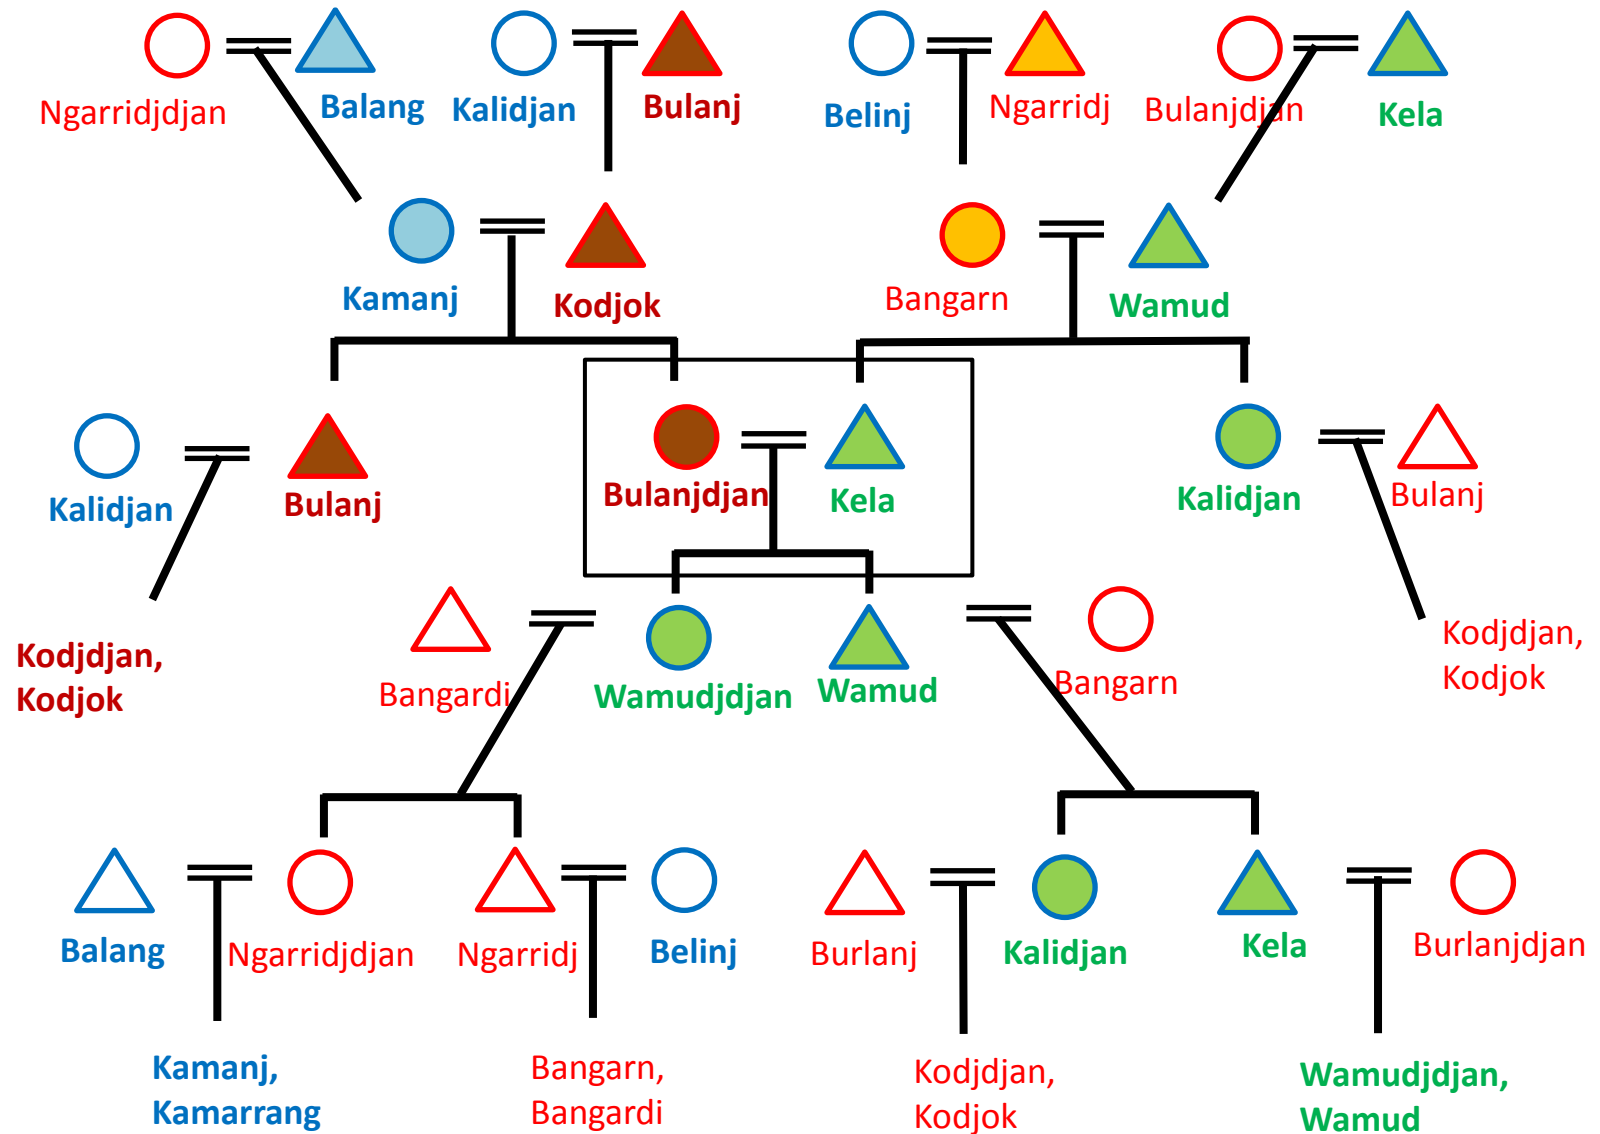 Ngarridjdjan
Balang
Kalidjan
Bulanj
Belinj
Ngarridj
Bulanjdjan
Kela
Kamanj
Kodjok
Bangarn
Wamud
Kalidjan
Bulanj
Bulanjdjan
Kela
Kalidjan
Bulanj
Kodjdjan,
Kodjok
Bangardi
Wamudjdjan
Wamud
Bangarn
Kodjdjan,
Kodjok
Balang
Ngarridjdjan
Ngarridj
Belinj
Burlanj
Kalidjan
Kela
Burlanjdjan
Kamanj,
Kamarrang
Bangarn,
Bangardi
Kodjdjan,
Kodjok
Wamudjdjan,
Wamud